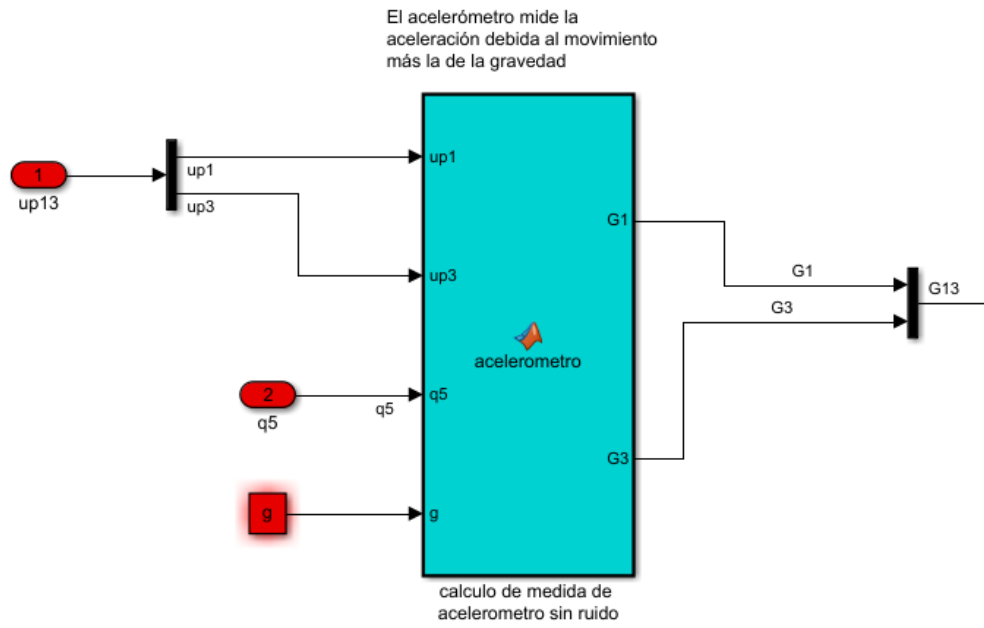 El acelerómetro mide la
aceleración debida al movimiento
más la de la gravedad
1
up13
up1
up3
up1
up3
G1
G3
acelerometro
q5
g
2
q5
q5
g
G1
G3
G13
calculo de medida de
acelerometro sin ruido